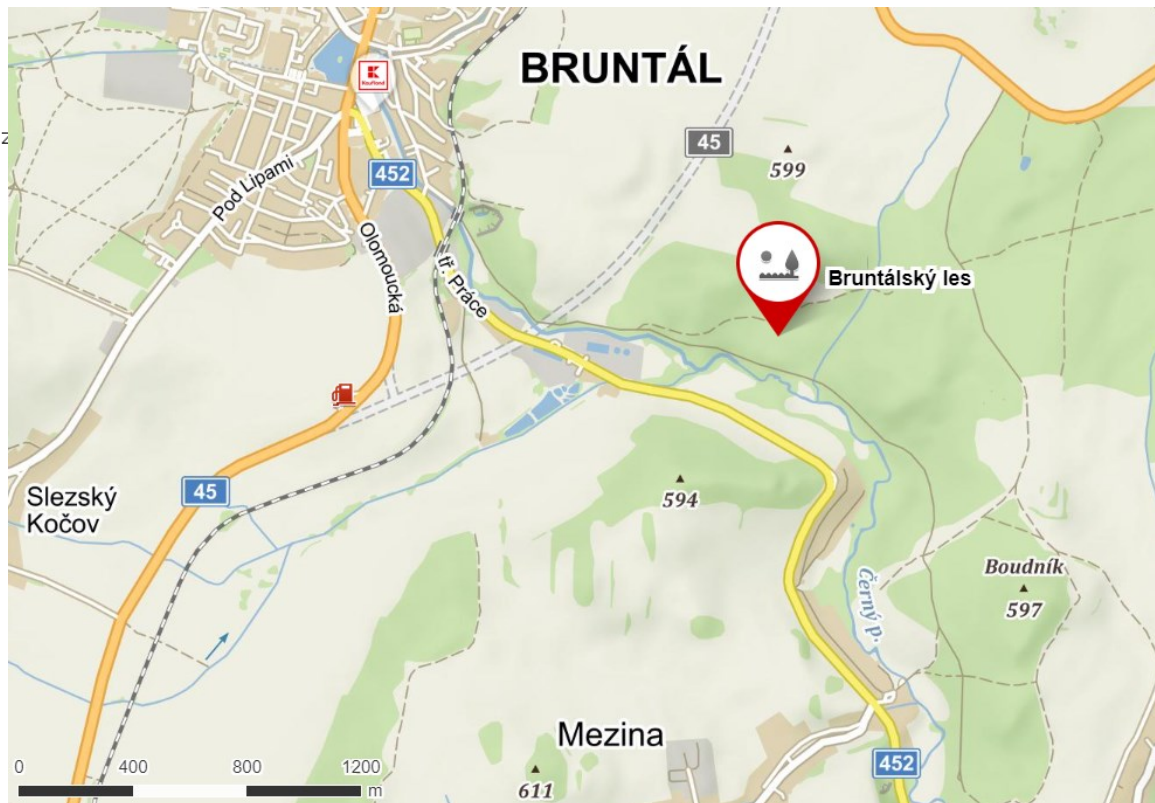 BRUNTÁL
Kaufland
z
45
599
452
Pod Lipami
Olomoucká
tř. Práce
Bruntálský les
594
45
Slezský
Kočov
Boudník
597
Černý p.
Mezina
452
611
0 400 800 1200
m